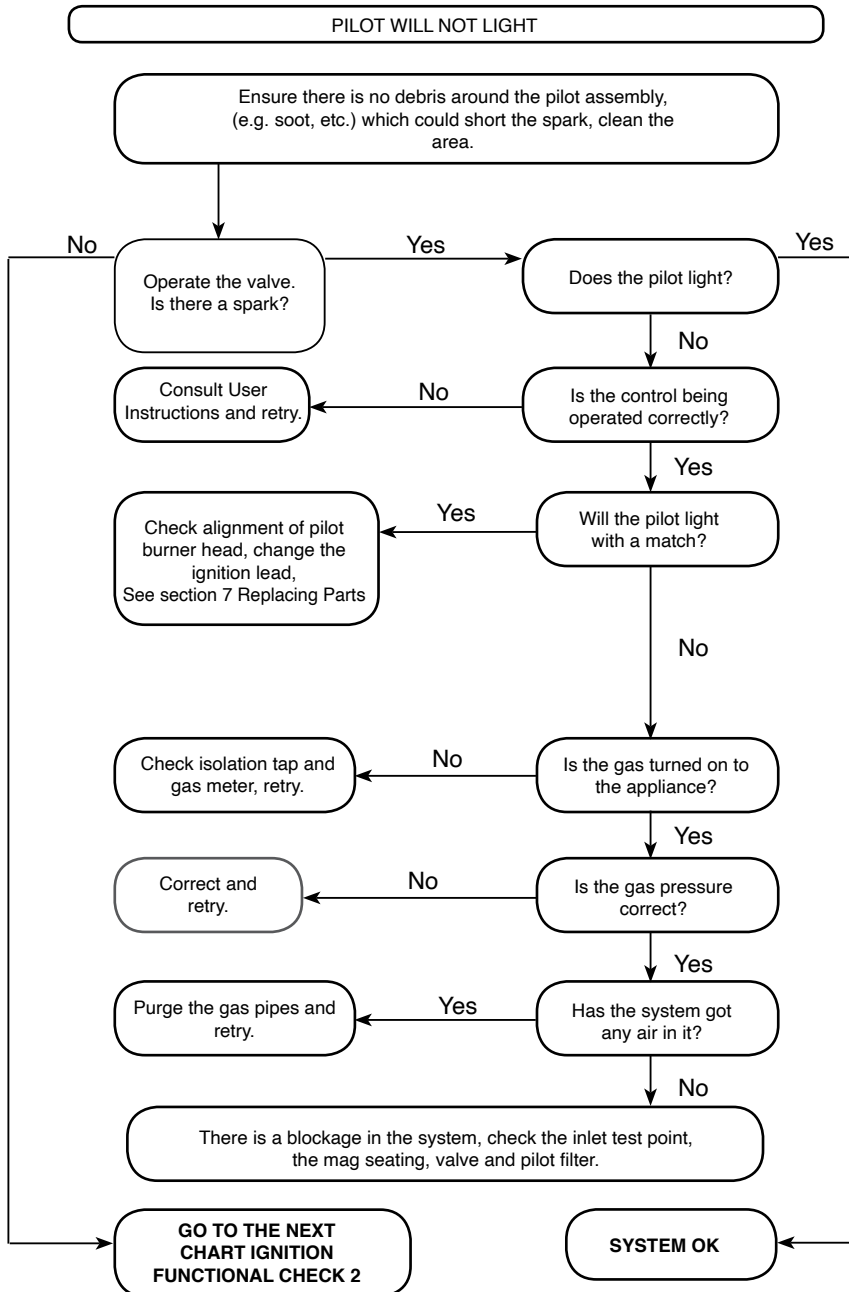 PILOT WILL NOT LIGHT
Ensure there is no debris around the pilot assembly,
(e.g. soot, etc.) which could short the spark, clean the
area.
No
Operate the valve.
Is there a spark?
Yes
Does the pilot light?
Yes
No
Consult User
Instructions and retry.
No
Is the control being
operated correctly?
Yes
Check alignment of pilot
burner head, change the
ignition lead,
See section 7 Replacing Parts
Yes
Will the pilot light
with a match?
No
Check isolation tap and
gas meter, retry.
No
Is the gas turned on to
the appliance?
Yes
Correct and
retry.
No
Is the gas pressure
correct?
Yes
Purge the gas pipes and
retry.
Yes
Has the system got
any air in it?
No
There is a blockage in the system, check the inlet test point,
the mag seating, valve and pilot filter.
GO TO THE NEXT
CHART IGNITION
FUNCTIONAL CHECK 2
SYSTEM OK